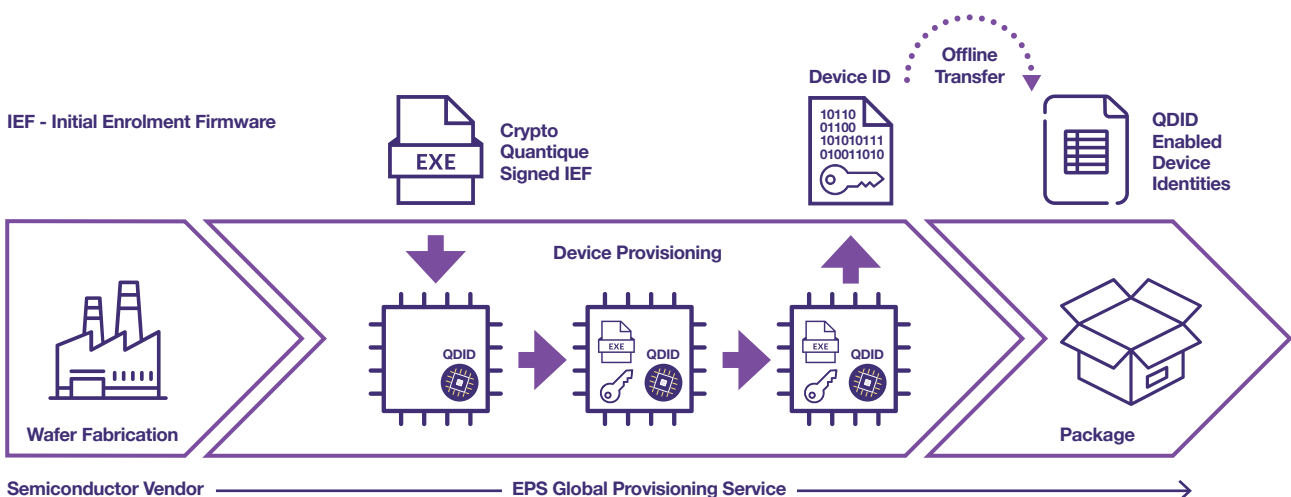 Device ID
Offline
Transfer
IEF - Initial Enrolment Firmware
EXE
Crypto
Quantique
Signed IEF
10110
01100
101010111
010011010
QDID
Enabled
Device
Identities
Device Provisioning
QDID
EXE
QDID
EXE
QDID
Wafer Fabrication
Package
Semiconductor Vendor
EPS Global Provisioning Service